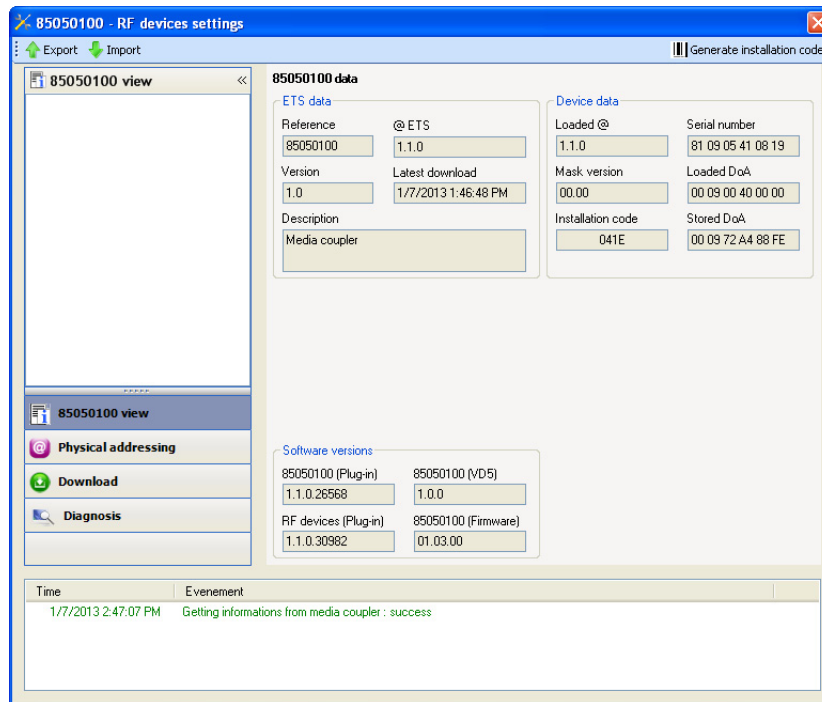 85050100 - RF devices settings
Export Import Generate installation code
85050100 view «
85050100 data
ETS data
Reference @ ETS
85050100 1.1.0
Version Latest download
1.0 1/7/2013 1:46:48 PM
Description
Media coupler
Device data
Loaded @ Serial number
1.1.0 81 09 05 41 08 19
Mask version Loaded DoA
00.00 00 09 00 40 00 00
Installation code Stored DoA
041E 00 09 72 A4 88 FE
85050100 view
Physical addressing
Download
Diagnosis
Software versions
85050100 (Plug-in) 85050100 (VD5)
1.1.0.26568 1.0.0
RF devices (Plug-in) 85050100 (Firmware)
1.1.0.30982 01.03.00
Time Evenement
1/7/2013 2:47:07 PM Getting informations from media coupler : success